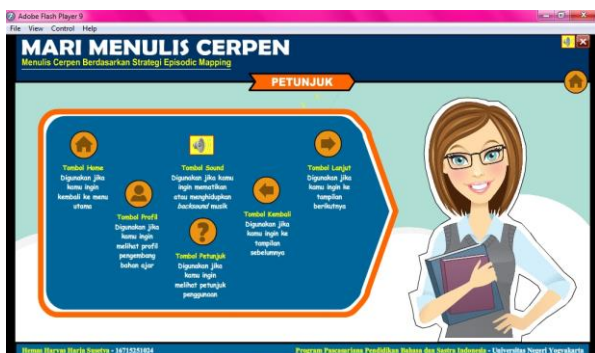 Adobe Flash Player 9
File View Control Help
MARI MENULIS CERPEN
Menulis Cerpen Berdasarkan Strategi Episodic Mapping
PETUNJUK
Tombol Home
Digunakan jika
kamu ingin
kembali ke menu
utama
Tombol Profil
Digunakan jika
kamu ingin
melihat profil
pengembang
bahan ajar
Tombol Sound
Digunakan jika kamu
ingin mematikan
atau menghidupkan
backsound musik
Tombol Petunjuk
Digunakan jika
kamu ingin
melihat petunjuk
penggunaan
Tombol Kembali
Digunakan jika
kamu ingin ke
tampilan
sebelumnya
Tombol Lanjut
Digunakan jika
kamu ingin ke
tampilan
berikutnya
- 16715251024
Program Pascasarjana Pendidikan Bahasa dan Sastra Indonesia - Universitas Negeri Yogyakarta